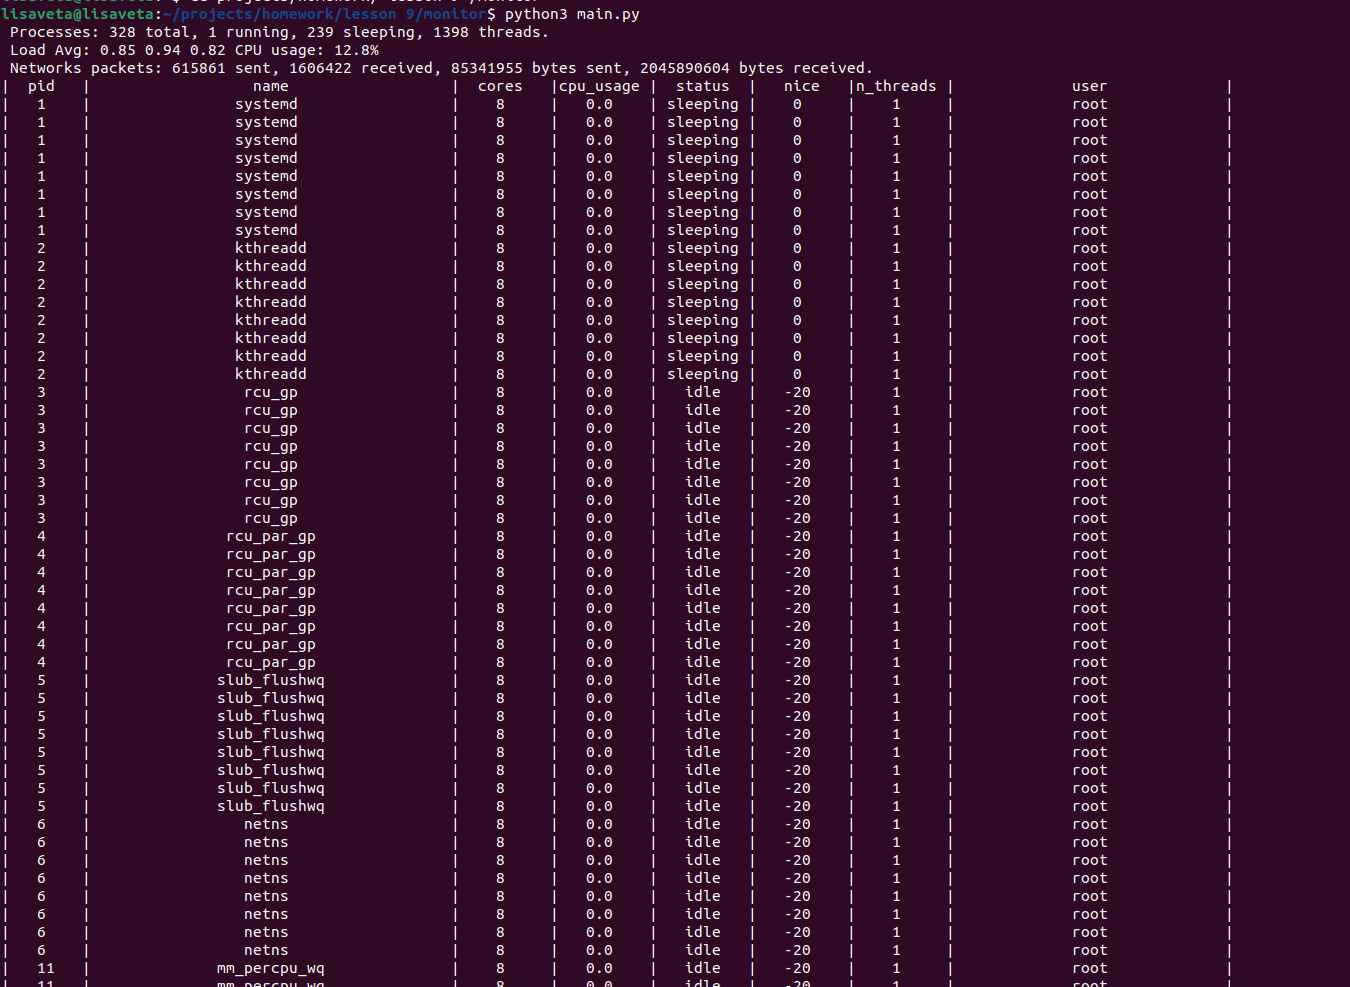 lisaveta@lisaveta:~/projects/homework/lesson 9/monitor$ python3 main.py
Processes: 328 total, 1 running, 239 sleeping, 1398 threads.
Load Avg: 0.85 0.94 0.82 CPU usage: 12.8%
Networks packets: 615861 sent, 1606422 received, 85341955 bytes sent, 2045890604 bytes received.
| pid | name | cores |cpu_usage | status | nice |n_threads | user |
| 1 | systemd | 8 | 0.0 | sleeping | 0 | 1 | root |
| 1 | systemd | 8 | 0.0 | sleeping | 0 | 1 | root |
| 1 | systemd | 8 | 0.0 | sleeping | 0 | 1 | root |
| 1 | systemd | 8 | 0.0 | sleeping | 0 | 1 | root |
| 1 | systemd | 8 | 0.0 | sleeping | 0 | 1 | root |
| 1 | systemd | 8 | 0.0 | sleeping | 0 | 1 | root |
| 1 | systemd | 8 | 0.0 | sleeping | 0 | 1 | root |
| 1 | systemd | 8 | 0.0 | sleeping | 0 | 1 | root |
| 2 | kthreadd | 8 | 0.0 | sleeping | 0 | 1 | root |
| 2 | kthreadd | 8 | 0.0 | sleeping | 0 | 1 | root |
| 2 | kthreadd | 8 | 0.0 | sleeping | 0 | 1 | root |
| 2 | kthreadd | 8 | 0.0 | sleeping | 0 | 1 | root |
| 2 | kthreadd | 8 | 0.0 | sleeping | 0 | 1 | root |
| 2 | kthreadd | 8 | 0.0 | sleeping | 0 | 1 | root |
| 2 | kthreadd | 8 | 0.0 | sleeping | 0 | 1 | root |
| 2 | kthreadd | 8 | 0.0 | sleeping | 0 | 1 | root |
| 3 | rcu_gp | 8 | 0.0 | idle | -20 | 1 | root |
| 3 | rcu_gp | 8 | 0.0 | idle | -20 | 1 | root |
| 3 | rcu_gp | 8 | 0.0 | idle | -20 | 1 | root |
| 3 | rcu_gp | 8 | 0.0 | idle | -20 | 1 | root |
| 3 | rcu_gp | 8 | 0.0 | idle | -20 | 1 | root |
| 3 | rcu_gp | 8 | 0.0 | idle | -20 | 1 | root |
| 3 | rcu_gp | 8 | 0.0 | idle | -20 | 1 | root |
| 3 | rcu_gp | 8 | 0.0 | idle | -20 | 1 | root |
| 4 | rcu_par_gp | 8 | 0.0 | idle | -20 | 1 | root |
| 4 | rcu_par_gp | 8 | 0.0 | idle | -20 | 1 | root |
| 4 | rcu_par_gp | 8 | 0.0 | idle | -20 | 1 | root |
| 4 | rcu_par_gp | 8 | 0.0 | idle | -20 | 1 | root |
| 4 | rcu_par_gp | 8 | 0.0 | idle | -20 | 1 | root |
| 4 | rcu_par_gp | 8 | 0.0 | idle | -20 | 1 | root |
| 4 | rcu_par_gp | 8 | 0.0 | idle | -20 | 1 | root |
| 4 | rcu_par_gp | 8 | 0.0 | idle | -20 | 1 | root |
| 5 | slub_flushwq | 8 | 0.0 | idle | -20 | 1 | root |
| 5 | slub_flushwq | 8 | 0.0 | idle | -20 | 1 | root |
| 5 | slub_flushwq | 8 | 0.0 | idle | -20 | 1 | root |
| 5 | slub_flushwq | 8 | 0.0 | idle | -20 | 1 | root |
| 5 | slub_flushwq | 8 | 0.0 | idle | -20 | 1 | root |
| 5 | slub_flushwq | 8 | 0.0 | idle | -20 | 1 | root |
| 5 | slub_flushwq | 8 | 0.0 | idle | -20 | 1 | root |
| 5 | slub_flushwq | 8 | 0.0 | idle | -20 | 1 | root |
| 6 | netns | 8 | 0.0 | idle | -20 | 1 | root |
| 6 | netns | 8 | 0.0 | idle | -20 | 1 | root |
| 6 | netns | 8 | 0.0 | idle | -20 | 1 | root |
| 6 | netns | 8 | 0.0 | idle | -20 | 1 | root |
| 6 | netns | 8 | 0.0 | idle | -20 | 1 | root |
| 6 | netns | 8 | 0.0 | idle | -20 | 1 | root |
| 6 | netns | 8 | 0.0 | idle | -20 | 1 | root |
| 6 | netns | 8 | 0.0 | idle | -20 | 1 | root |
| 11 | mm_percpu_wq | 8 | 0.0 | idle | -20 | 1 | root |
| 11 | mm_percpu_wq | 8 | 0.0 | idle | -20 | 1 | root |